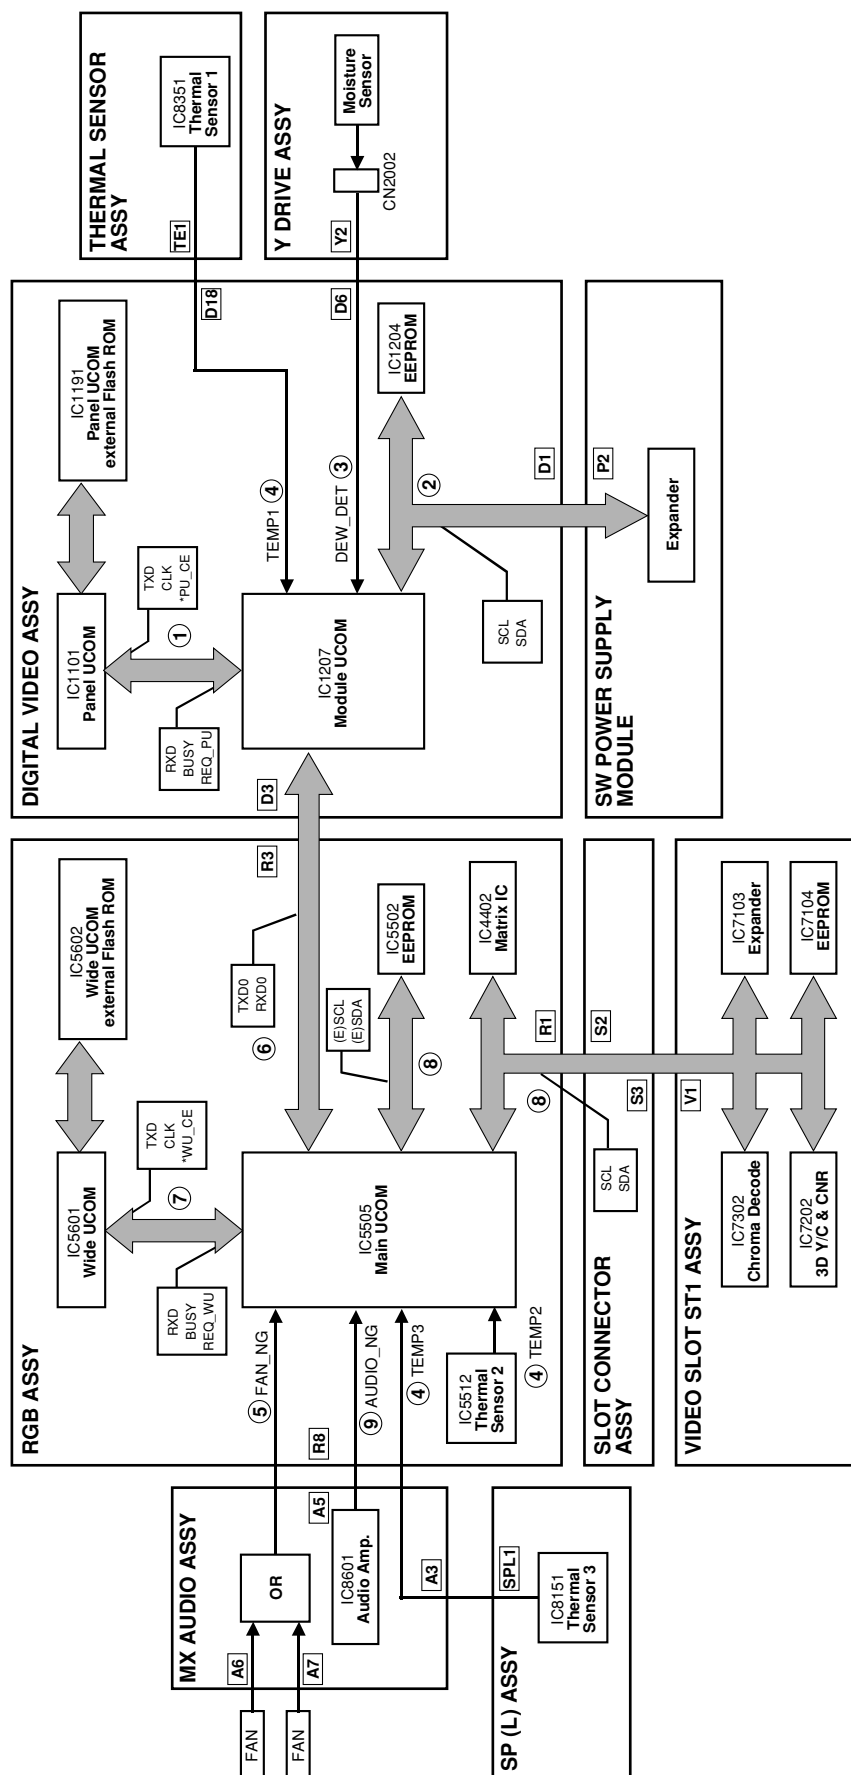 FAN
FAN
A6
A7
MX AUDIO ASSY
OR
IC8601
Audio Amp.
A5
A3
SP (L) ASSY
SPL1
IC8151
Thermal
Sensor 3
RGB ASSY
R8
⑤ FAN_NG
⑨ AUDIO_NG
④ TEMP3
④ TEMP2
IC5512
Thermal
Sensor 2
IC5601
Wide UCOM
IC5602
Wide UCOM
external Flash ROM
RXD
BUSY
REQ_WU
⑦
TXD
CLK
*WU_CE
IC5505
Main UCOM
⑥
TXD0
RXD0
R3
(E)SCL
(E)SDA
⑧
IC5502
EEPROM
IC4402
Matrix IC
⑧
R1
SLOT CONNECTOR
ASSY
SCL
SDA
S2
S3
VIDEO SLOT ST1 ASSY
V1
IC7302
Chroma Decode
IC7202
3D Y/C & CNR
IC7103
Expander
IC7104
EEPROM
DIGITAL VIDEO ASSY
D3
IC1101
Panel UCOM
IC1191
Panel UCOM
external Flash ROM
RXD
BUSY
REQ_PU
①
TXD
CLK
*PU_CE
IC1207
Module UCOM
TEMP1 ④
DEW_DET ③
D18
D6
②
IC1204
EEPROM
SCL
SDA
D1
SW POWER SUPPLY
MODULE
P2
Expander
THERMAL SENSOR
ASSY
TE1
IC8351
Thermal
Sensor 1
Y DRIVE ASSY
Y2
CN2002
Moisture
Sensor